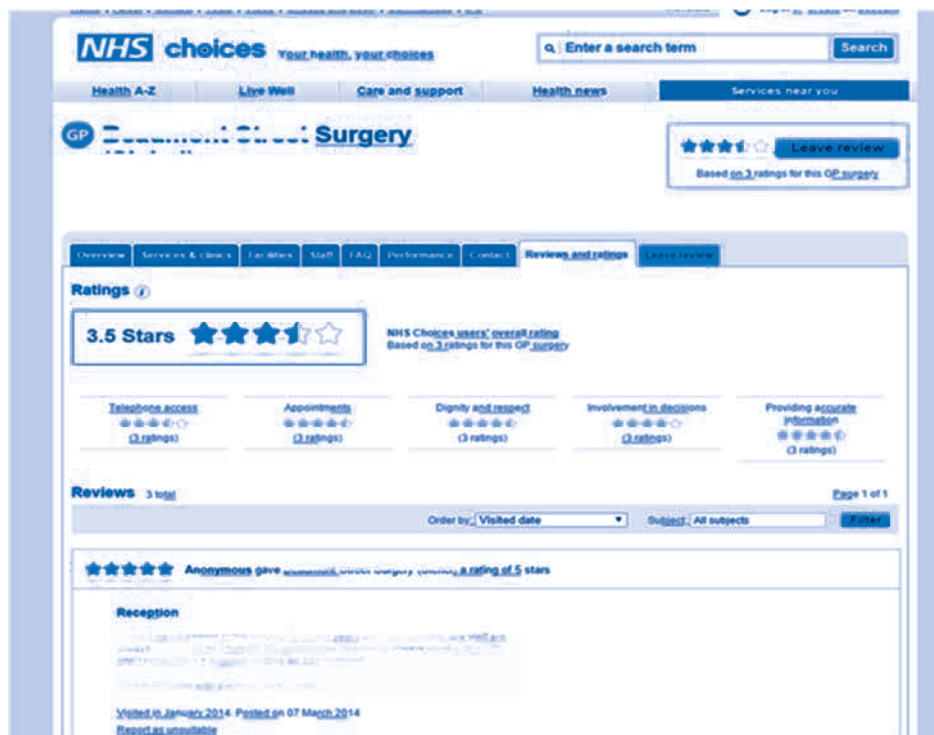 NHS choices Your health, your choices
Enter a search term Search
Health A-Z Live Well Care and support Health news Services near you
GP Surgery
Leave review
Based on 3 ratings for this GP surgery
Overview Services & clinics Facilities Staff FAQ Performance Contact Reviews and ratings Leave review
Ratings
3.5 Stars
NHS Choices users' overall rating
Based on 3 ratings for this GP surgery
Telephone access
(3 ratings)
Appointments
(3 ratings)
Dignity and respect
(3 ratings)
Involvement in decisions
(3 ratings)
Providing accurate
information
(3 ratings)
Reviews 3 total Page 1 of 1
Order by: Visited date Subject: All subjects Filter
Anonymous gave Surgery a rating of 5 stars
Reception
Visited in January 2014. Posted on 07 March 2014
Report as unsuitable